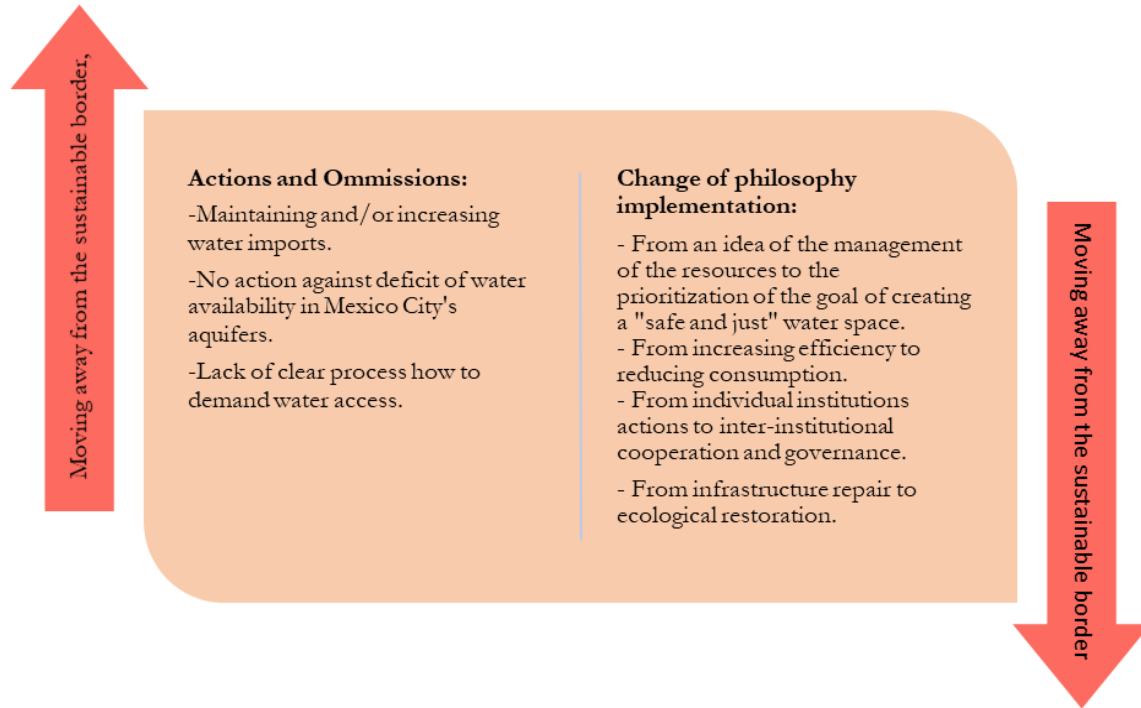 Moving away from the sustainable border,
Actions and Ommissions:
-Maintaining and/or increasing
water imports.
-No action against deficit of water
availability in Mexico City's
aquifers.
-Lack of clear process how to
demand water access.
Change of philosophy
implementation:
- From an idea of the management
of the resources to the
prioritization of the goal of creating
a "safe and just" water space.
- From increasing efficiency to
reducing consumption.
- From individual institutions
actions to inter-institutional
cooperation and governance.
- From infrastructure repair to
ecological restoration.
Moving away from the sustainable border